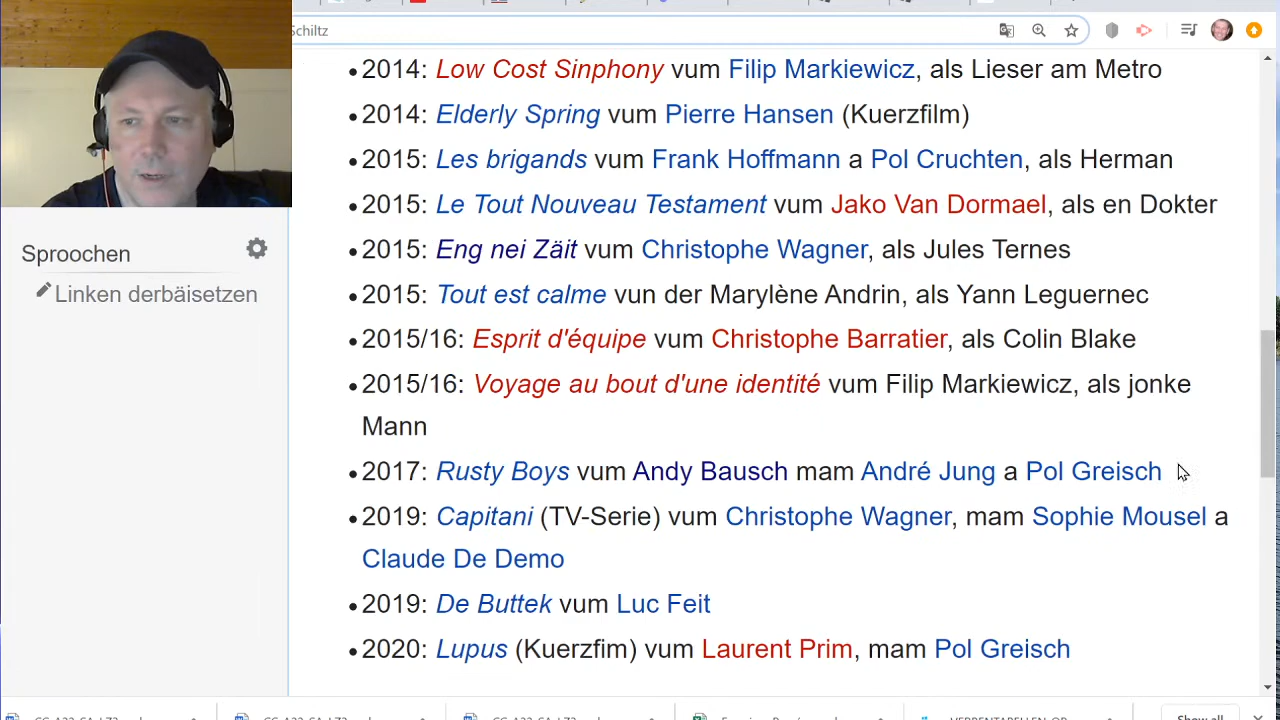 Schiltz
2014: Low Cost Sinphony vum Filip Markiewicz, als Lieser am Metro
2014: Elderly Spring vum Pierre Hansen (Kuerzfilm)
2015: Les brigands vum Frank Hoffmann a Pol Cruchten, als Herman
2015: Le Tout Nouveau Testament vum Jako Van Dormael, als en Dokter
Sproochen
2015: Eng nei Zäit vum Christophe Wagner, als Jules Ternes
Linken derbäisetzen
2015: Tout est calme vun der Marylène Andrin, als Yann Leguernec
2015/16: Esprit d'équipe vum Christophe Barratier, als Colin Blake
2015/16: Voyage au bout d'une identité vum Filip Markiewicz, als jonke
Mann
2017: Rusty Boys vum Andy Bausch mam André Jung a Pol Greisch
2019: Capitani (TV-Serie) vum Christophe Wagner, mam Sophie Mousel a
Claude De Demo
2019: De Buttek vum Luc Feit
2020: Lupus (Kuerzfim) vum Laurent Prim, mam Pol Greisch
Show all